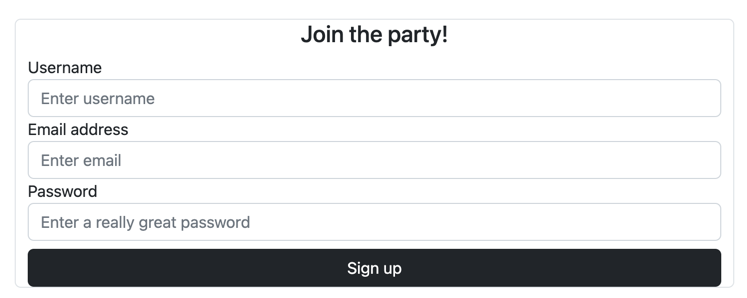 Join the party!
Username
Enter username
Email address
Enter email
Password
Enter a really great password
Sign up